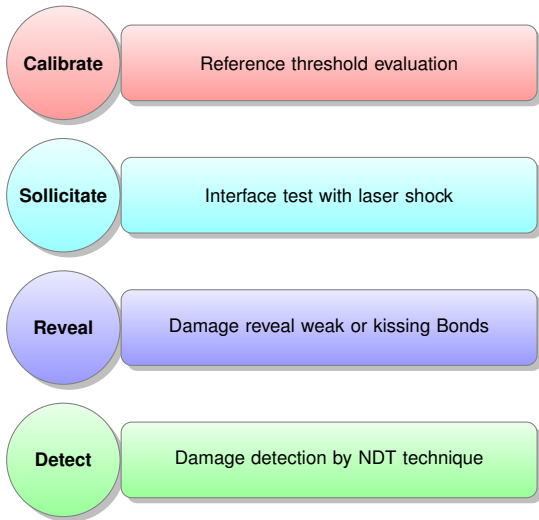 Calibrate
Reference threshold evaluation
Sollicitate
Interface test with laser shock
Reveal
Damage reveal weak or kissing Bonds
Detect
Damage detection by NDT technique